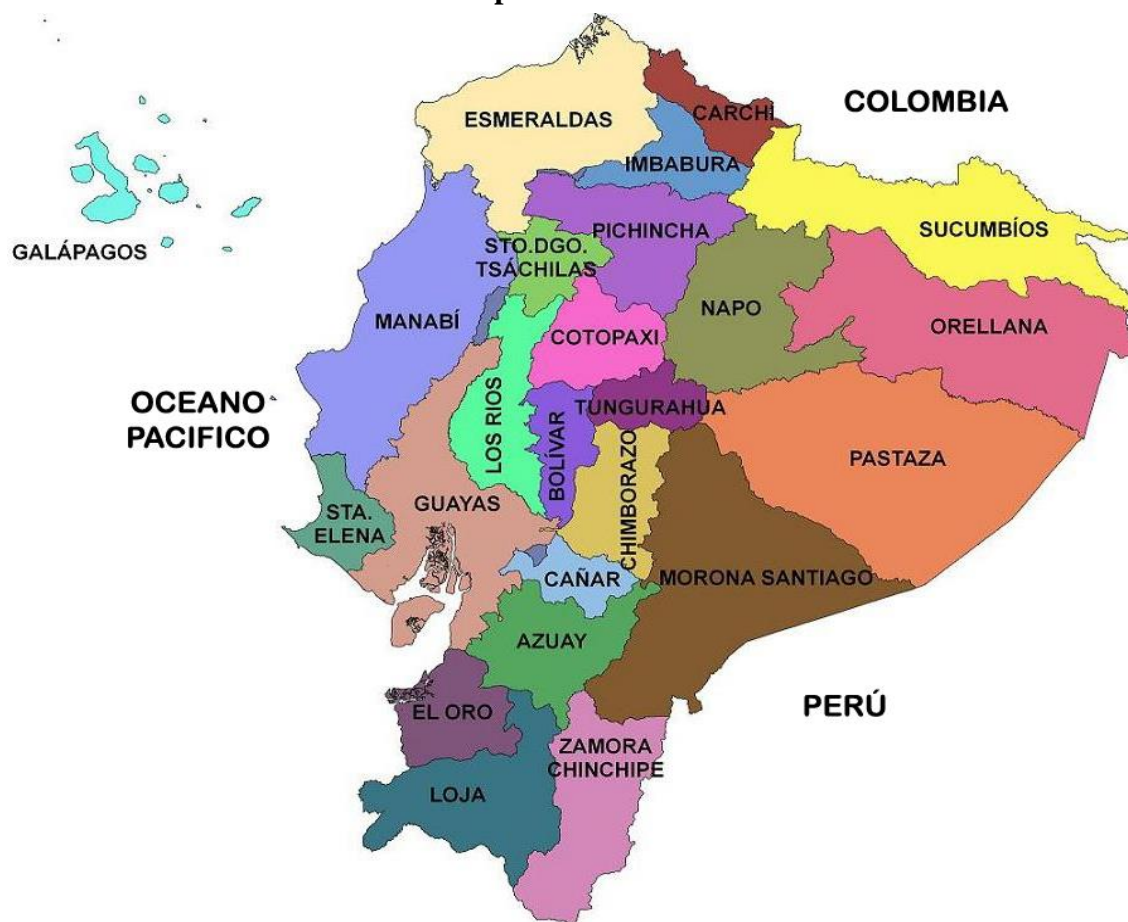 ESMERALDAS
CARCHI
COLOMBIA
IMBABURA
GALÁPAGOS
STO.DGO.
TSÁCHILAS
PICHINCHA
SUCUMBÍOS
MANABÍ
COTOPAXI
NAPO
ORELLANA
OCEANO
PACIFICO
LOS RIOS
BOLÍVAR
TUNGURAHUA
CHIMBORAZO
PASTAZA
STA.
ELENA
GUAYAS
CAÑAR
MORONA SANTIAGO
AZUAY
PERÚ
EL ORO
ZAMORA
CHINCHIPE
LOJA